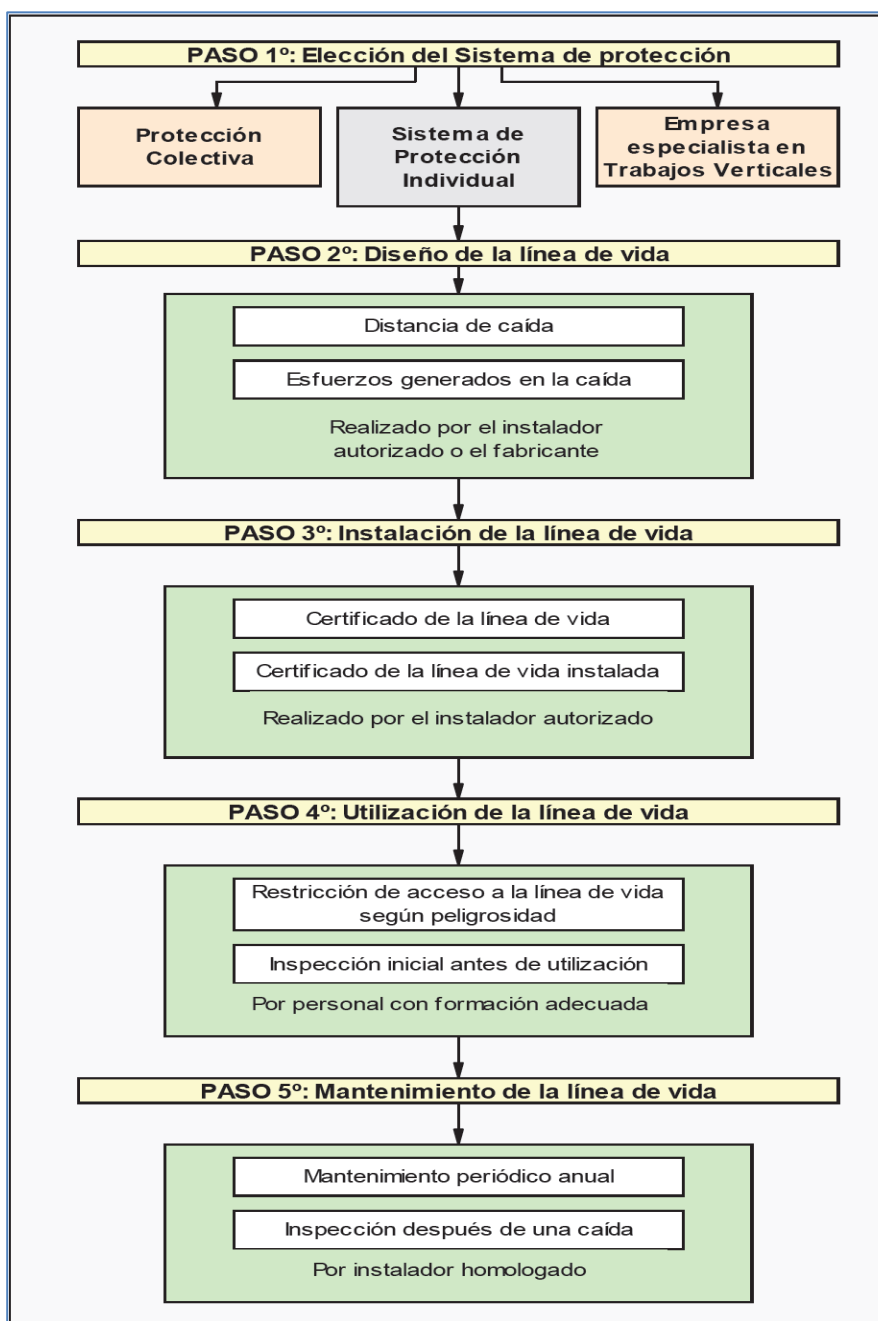 PASO 1º: Elección del Sistema de protección
Protección
Colectiva
Sistema de
Protección
Individual
Empresa
especialista en
Trabajos Verticales
PASO 2º: Diseño de la línea de vida
Distancia de caída
Esfuerzos generados en la caída
Realizado por el instalador
autorizado o el fabricante
PASO 3º: Instalación de la línea de vida
Certificado de la línea de vida
Certificado de la línea de vida instalada
Realizado por el instalador autorizado
PASO 4º: Utilización de la línea de vida
Restricción de acceso a la línea de vida
según peligrosidad
Inspección inicial antes de utilización
Por personal con formación adecuada
PASO 5º: Mantenimiento de la línea de vida
Mantenimiento periódico anual
Inspección después de una caída
Por instalador homologado